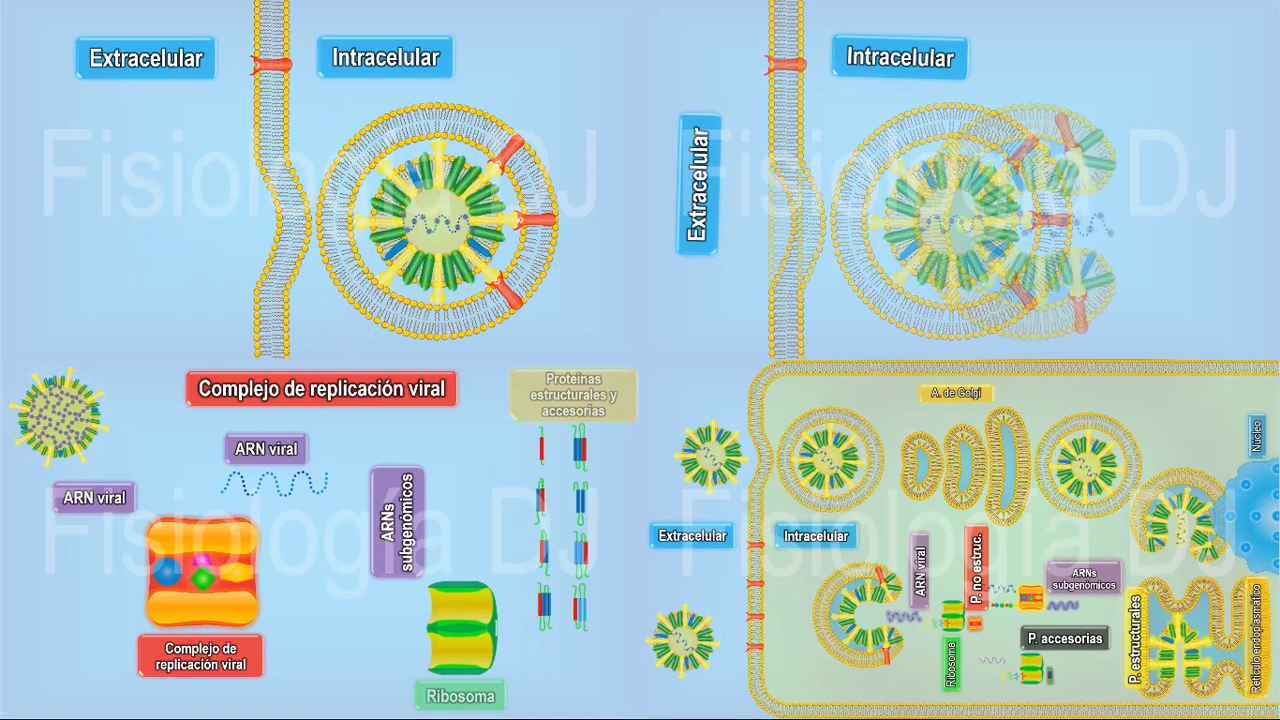 Extracelular
Intracelular
Fisiología DJ
Intracelular
Extracelular
Fisiología DJ
Complejo de replicación viral
Proteínas
estructurales y
accesorias
ARN viral
ARN viral
ARNs
subgenómicos
Complejo de
replicación viral
Ribosoma
Fisiología DJ
A. de Golgi
Núcleo
Extracelular
Intracelular
ARN viral
P. no estruc.
ARNs
subgenómicos
P. accesorias
Ribosoma
P. estructurales
Retículo endoplasmático
Fisiología DJ